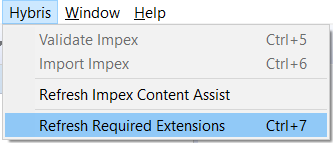 Hybris Window Help
Validate Impex Ctrl+5
Import Impex Ctrl+6
Refresh Impex Content Assist
Refresh Required Extensions Ctrl+7